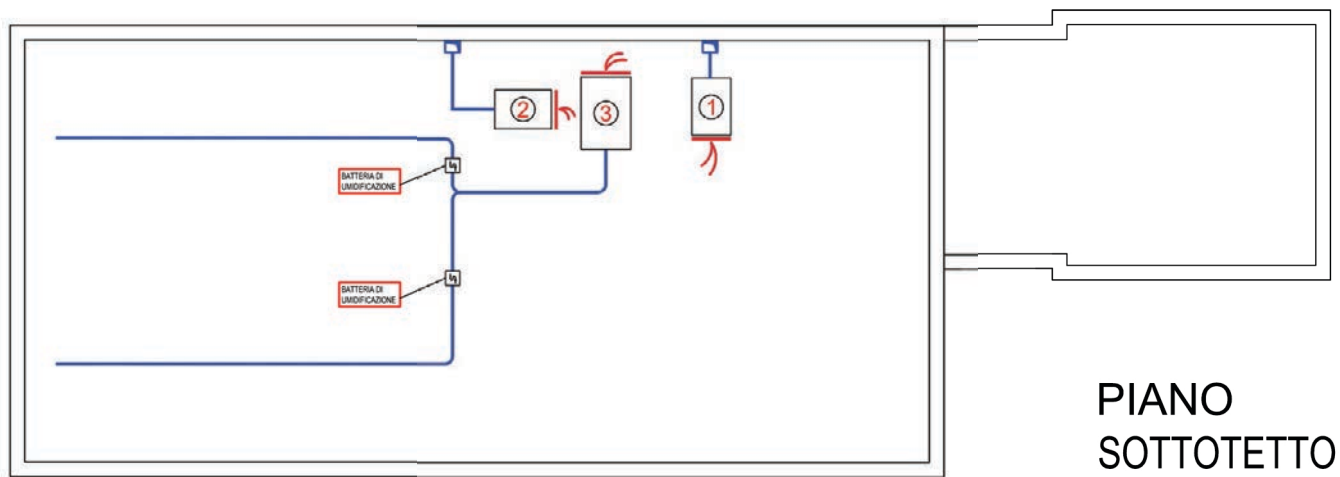 2
3
1
BATTERIA DI
UMIDIFICAZIONE
BATTERIA DI
UMIDIFICAZIONE
PIANO
SOTTOTETTO